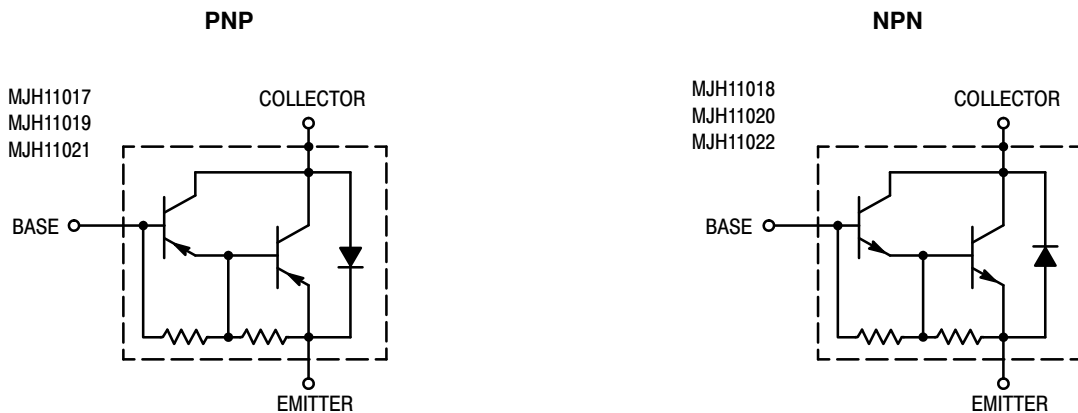 PNP
MJH11017
MJH11019
MJH11021
COLLECTOR
BASE
EMITTER
NPN
MJH11018
MJH11020
MJH11022
COLLECTOR
BASE
EMITTER